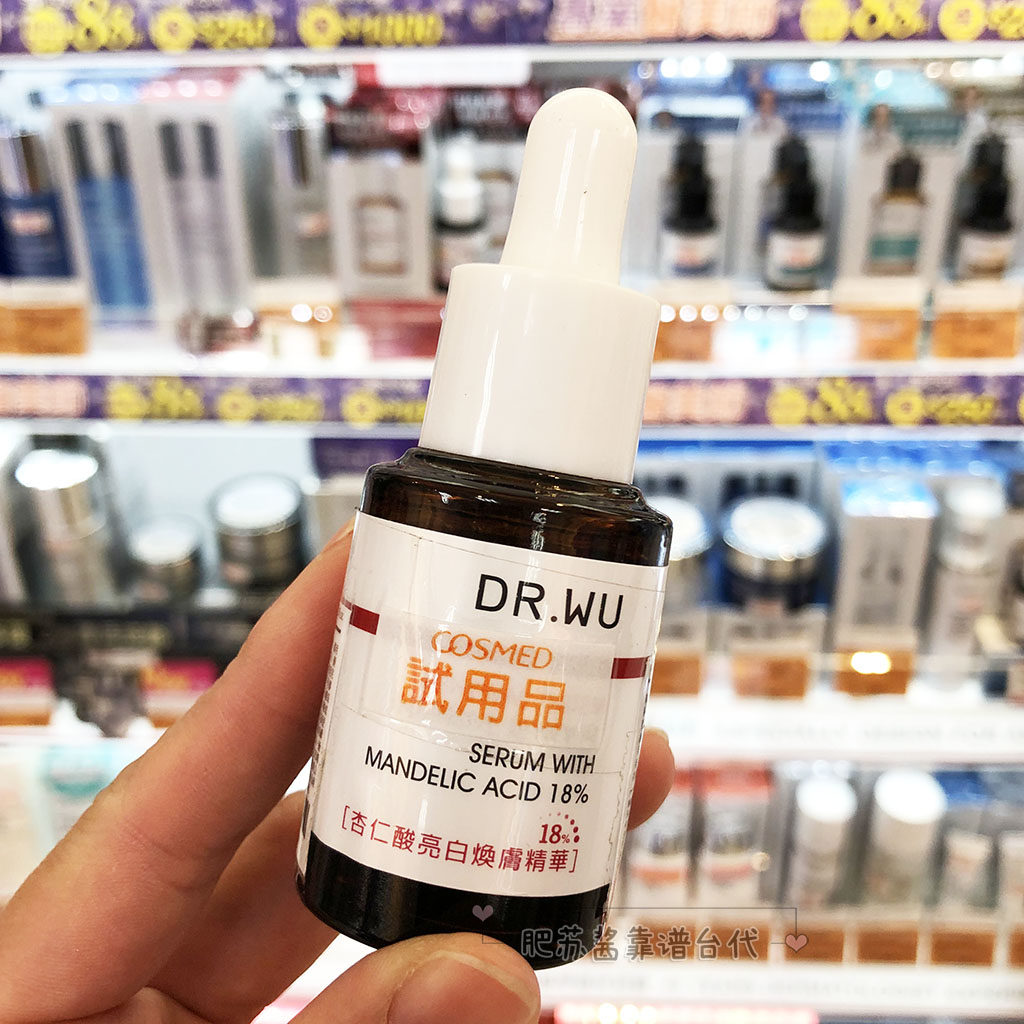 DR.WU
COSMED
試用品
SERUM WITH
MANDELIC ACID 18%
18%
[杏仁酸亮白煥膚精華]
肥苏酱靠谱台代